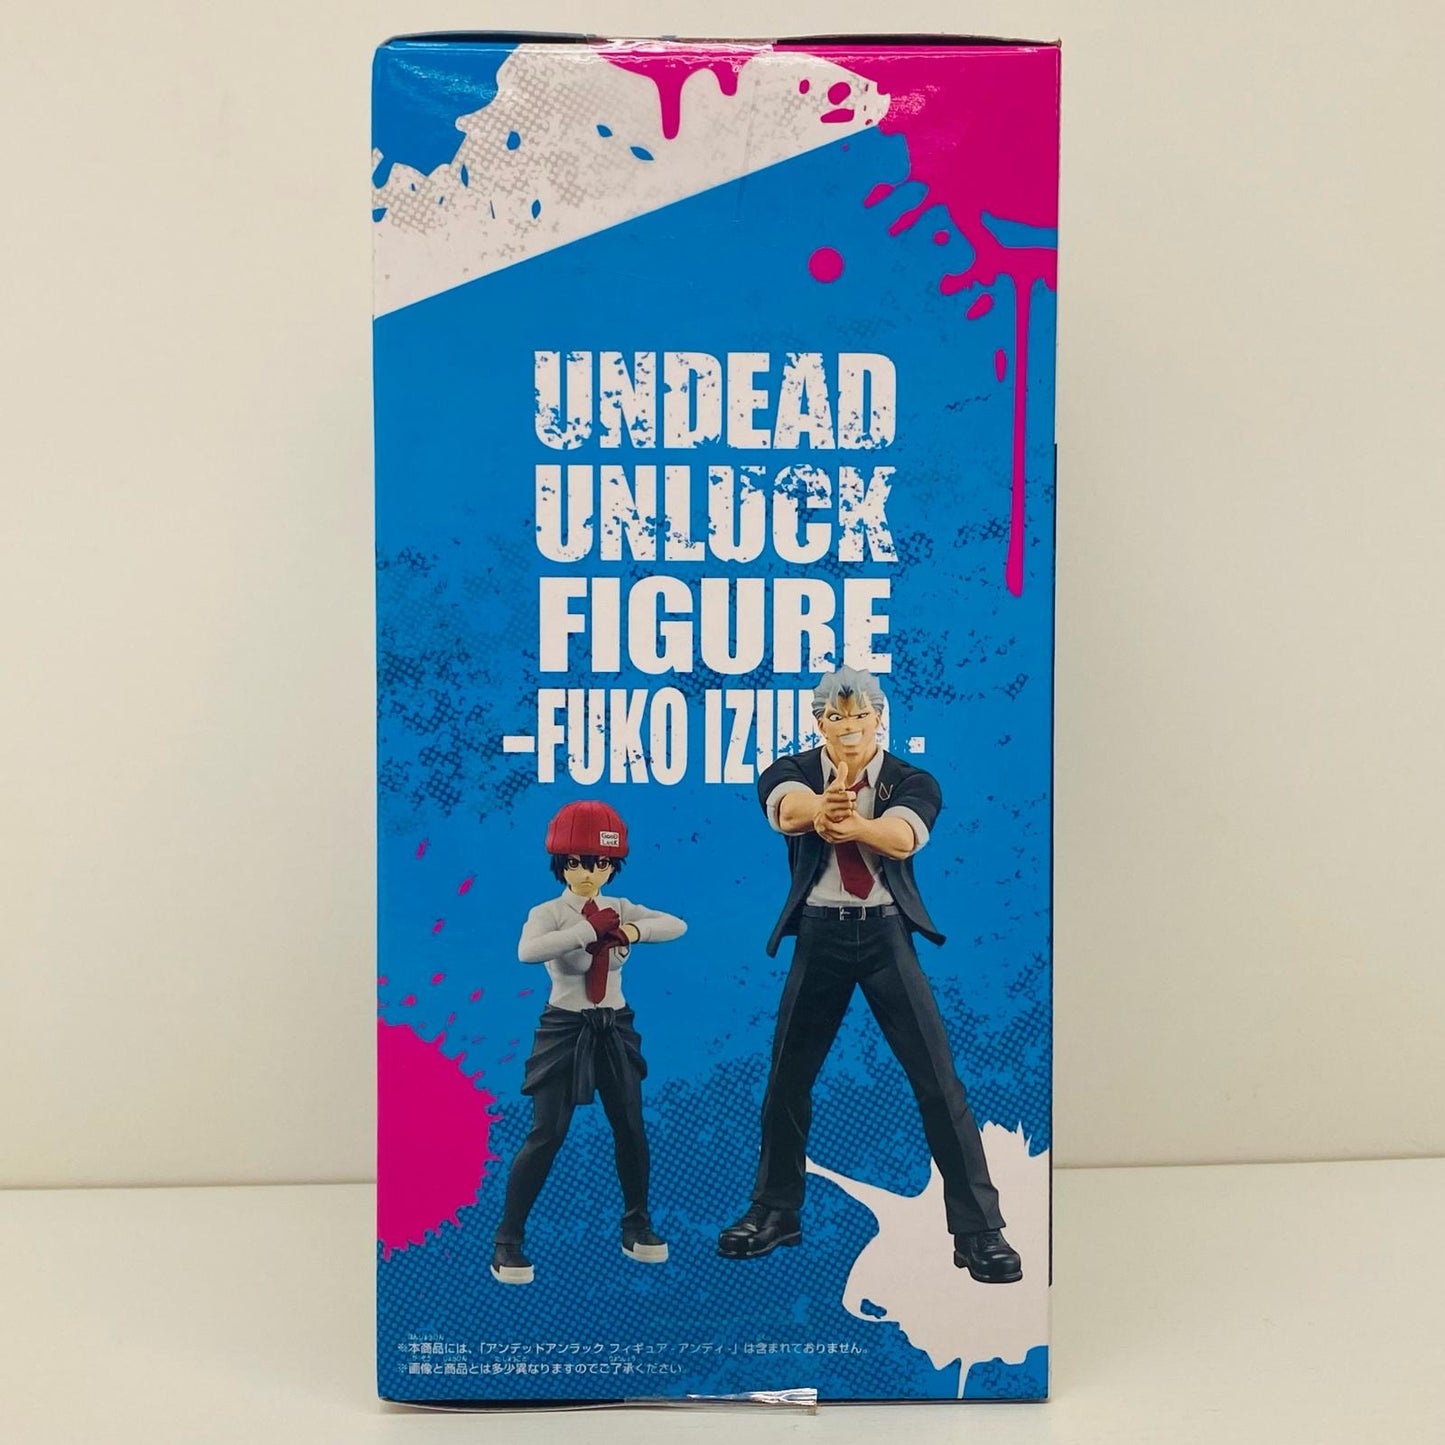 UNDEAD
UNLUCK
FIGURE
-FUKO IZUMO-
GOOD
LUCK
※本商品には、「アンデッドアンラック フィギュア - アンディ -」は含まれておりません。
※画像と商品とは多少異なりますのでご了承ください。